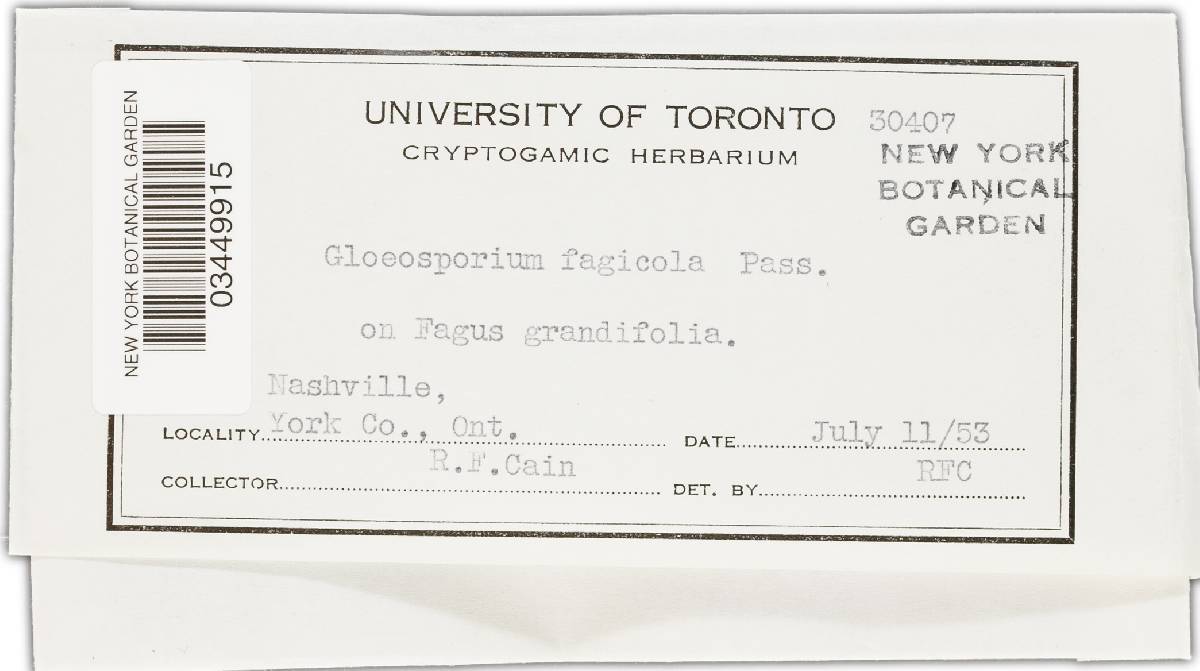 UNIVERSITY OF TORONTO 30407
CRYPTOGAMIC HERBARIUM
NEW YORK
BOTANICAL
GARDEN
NEW YORK BOTANICAL GARDEN
03449915
Gloeosporium fagicola Pass.
on Fagus grandifolia.
Nashville,
LOCALITY York Co., Ont. DATE July 11/53
COLLECTOR R.F.Cain DET. BY RFC